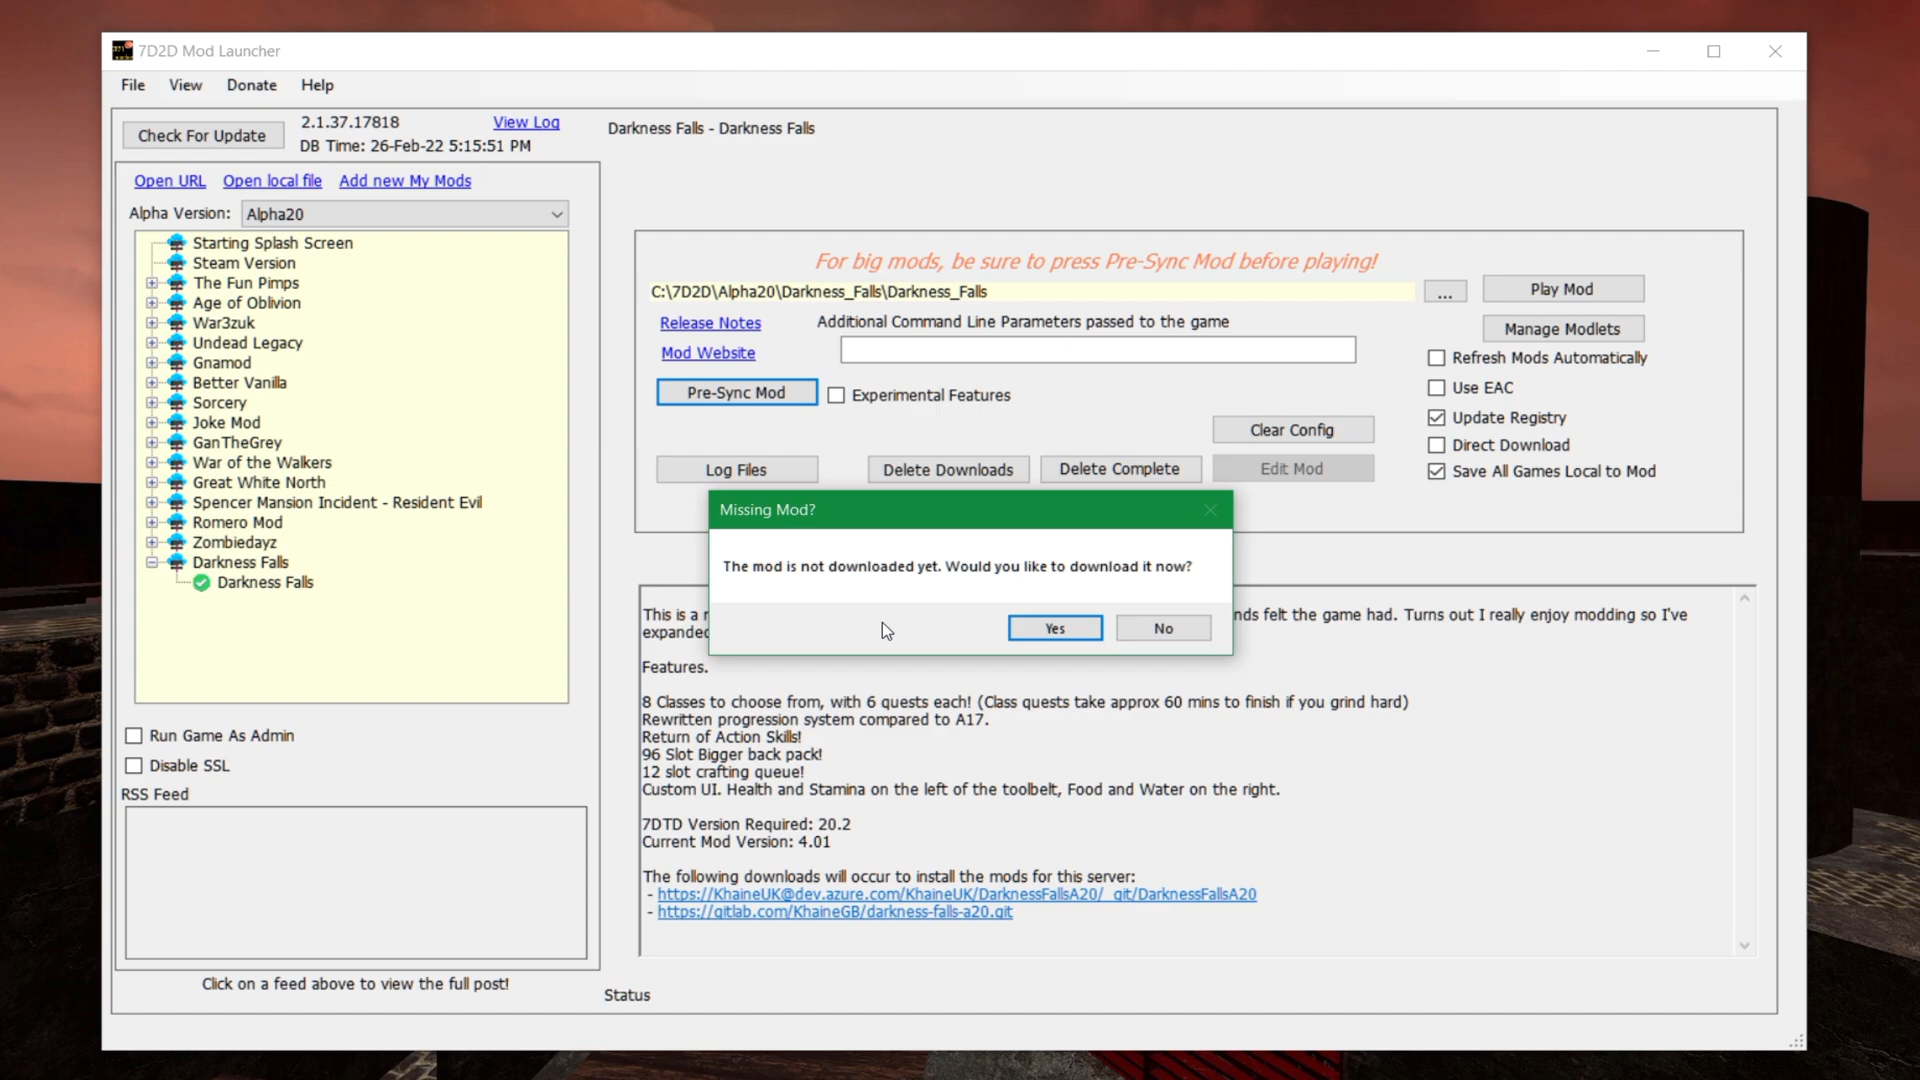 7D2D Mod Launcher
File View Donate Help
Check For Update
2.1.37.17818
View Log
DB Time: 26-Feb-22 5:15:51 PM
Darkness Falls - Darkness Falls
Open URL Open local file Add new My Mods
Alpha Version: Alpha20
Starting Splash Screen
Steam Version
The Fun Pimps
Age of Oblivion
War3zuk
Undead Legacy
Gnamod
Better Vanilla
Sorcery
Joke Mod
GanTheGrey
War of the Walkers
Great White North
Spencer Mansion Incident - Resident Evil
Romero Mod
Zombiedayz
Darkness Falls
Darkness Falls
Run Game As Admin
Disable SSL
RSS Feed
Click on a feed above to view the full post!
For big mods, be sure to press Pre-Sync Mod before playing!
C:\7D2D\Alpha20\Darkness_Falls\Darkness_Falls
...
Play Mod
Release Notes
Additional Command Line Parameters passed to the game
Manage Modlets
Mod Website
Refresh Mods Automatically
Pre-Sync Mod
Experimental Features
Use EAC
Update Registry
Clear Config
Direct Download
Log Files
Delete Downloads
Delete Complete
Edit Mod
Save All Games Local to Mod
Missing Mod?
The mod is not downloaded yet. Would you like to download it now?
Yes
No
This is a
nds felt the game had. Turns out I really enjoy modding so I've
expanded
Features.
8 Classes to choose from, with 6 quests each! (Class quests take approx 60 mins to finish if you grind hard)
Rewritten progression system compared to A17.
Return of Action Skills!
96 Slot Bigger back pack!
12 slot crafting queue!
Custom UI. Health and Stamina on the left of the toolbelt, Food and Water on the right.
7DTD Version Required: 20.2
Current Mod Version: 4.01
The following downloads will occur to install the mods for this server:
- https://KhaineUK@dev.azure.com/KhaineUK/DarknessFallsA20/_git/DarknessFallsA20
- https://gitlab.com/KhaineGB/darkness-falls-a20.git
Status